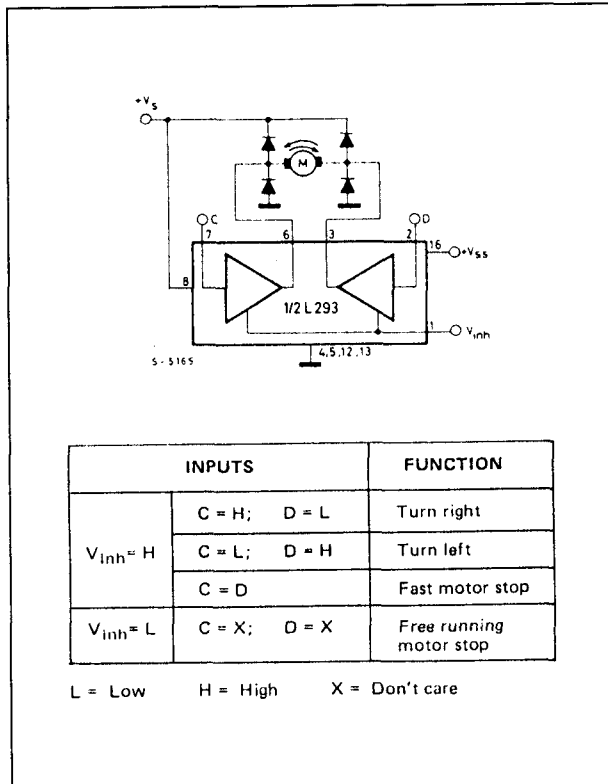 +Vs
M
C
D
7
6
3
2
16
+Vss
8
1/2 L 293
1
Vinh
4,5,12,13
S-5165
INPUTS FUNCTION
Vinh = H
C = H; D = L Turn right
C = L; D = H Turn left
C = D Fast motor stop
Vinh = L C = X; D = X Free running
motor stop
L = Low H = High X = Don't care